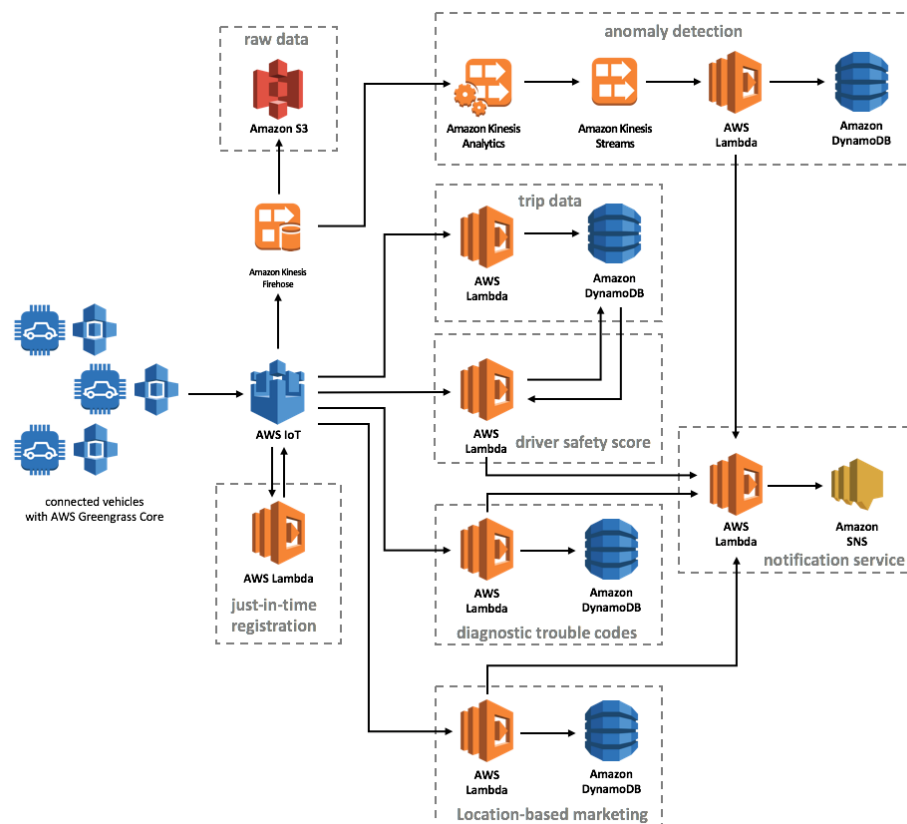 raw data
Amazon S3
anomaly detection
Amazon Kinesis
Analytics
Amazon Kinesis
Streams
AWS
Lambda
Amazon
DynamoDB
Amazon Kinesis
Firehose
trip data
AWS
Lambda
Amazon
DynamoDB
connected vehicles
with AWS Greengrass Core
AWS IoT
AWS
Lambda
driver safety score
AWS Lambda
just-in-time
registration
AWS
Lambda
Amazon
DynamoDB
diagnostic trouble codes
AWS
Lambda
Amazon
SNS
notification service
AWS
Lambda
Amazon
DynamoDB
Location-based marketing